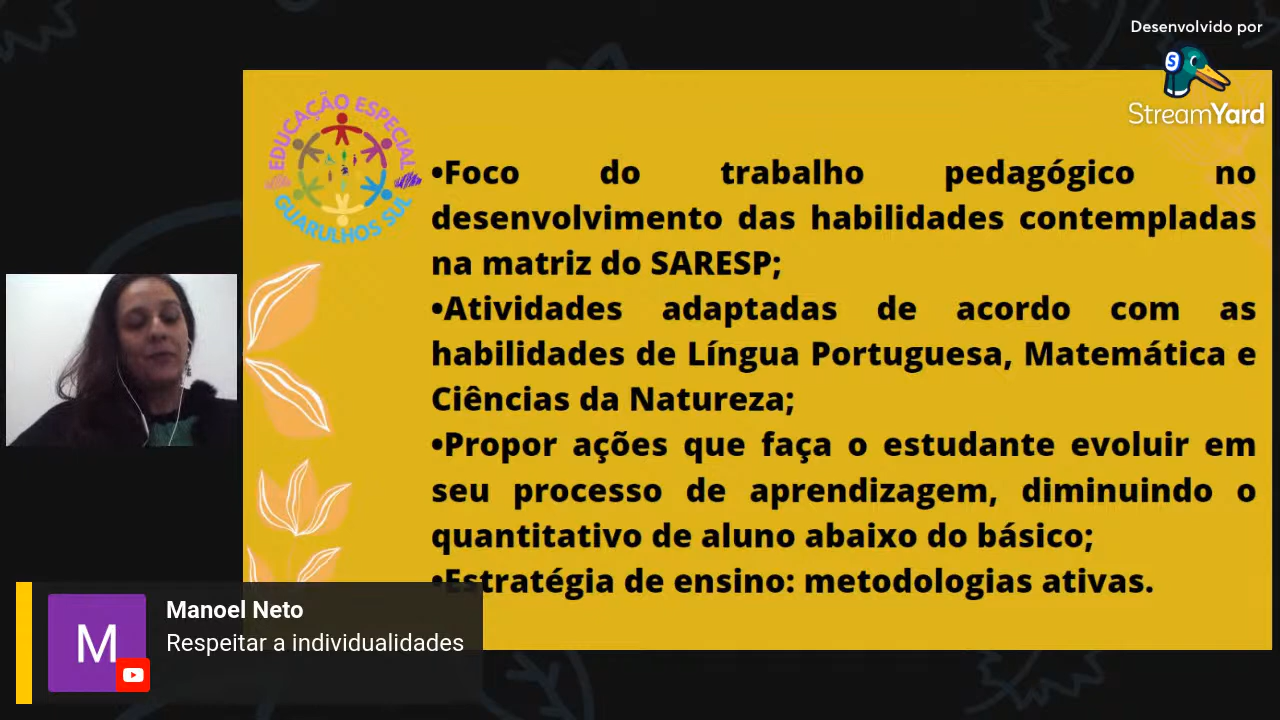 Desenvolvido por
StreamYard
EDUCAÇÃO ESPECIAL
GUARULHOS SUL
•Foco do trabalho pedagógico no
desenvolvimento das habilidades contempladas
na matriz do SARESP;
•Atividades adaptadas de acordo com as
habilidades de Língua Portuguesa, Matemática e
Ciências da Natureza;
•Propor ações que faça o estudante evoluir em
seu processo de aprendizagem, diminuindo o
quantitativo de aluno abaixo do básico;
•Estratégia de ensino: metodologias ativas.
M
Manoel Neto
Respeitar a individualidades